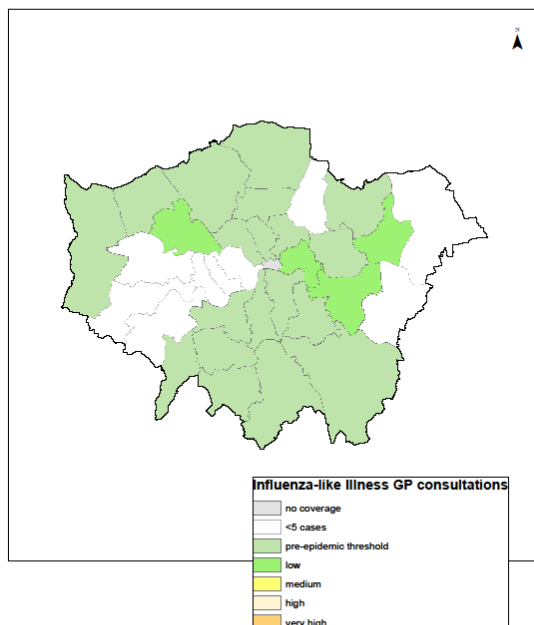 N
Influenza-like Illness GP consultations
no coverage
<5 cases
pre-epidemic threshold
low
medium
high
very high